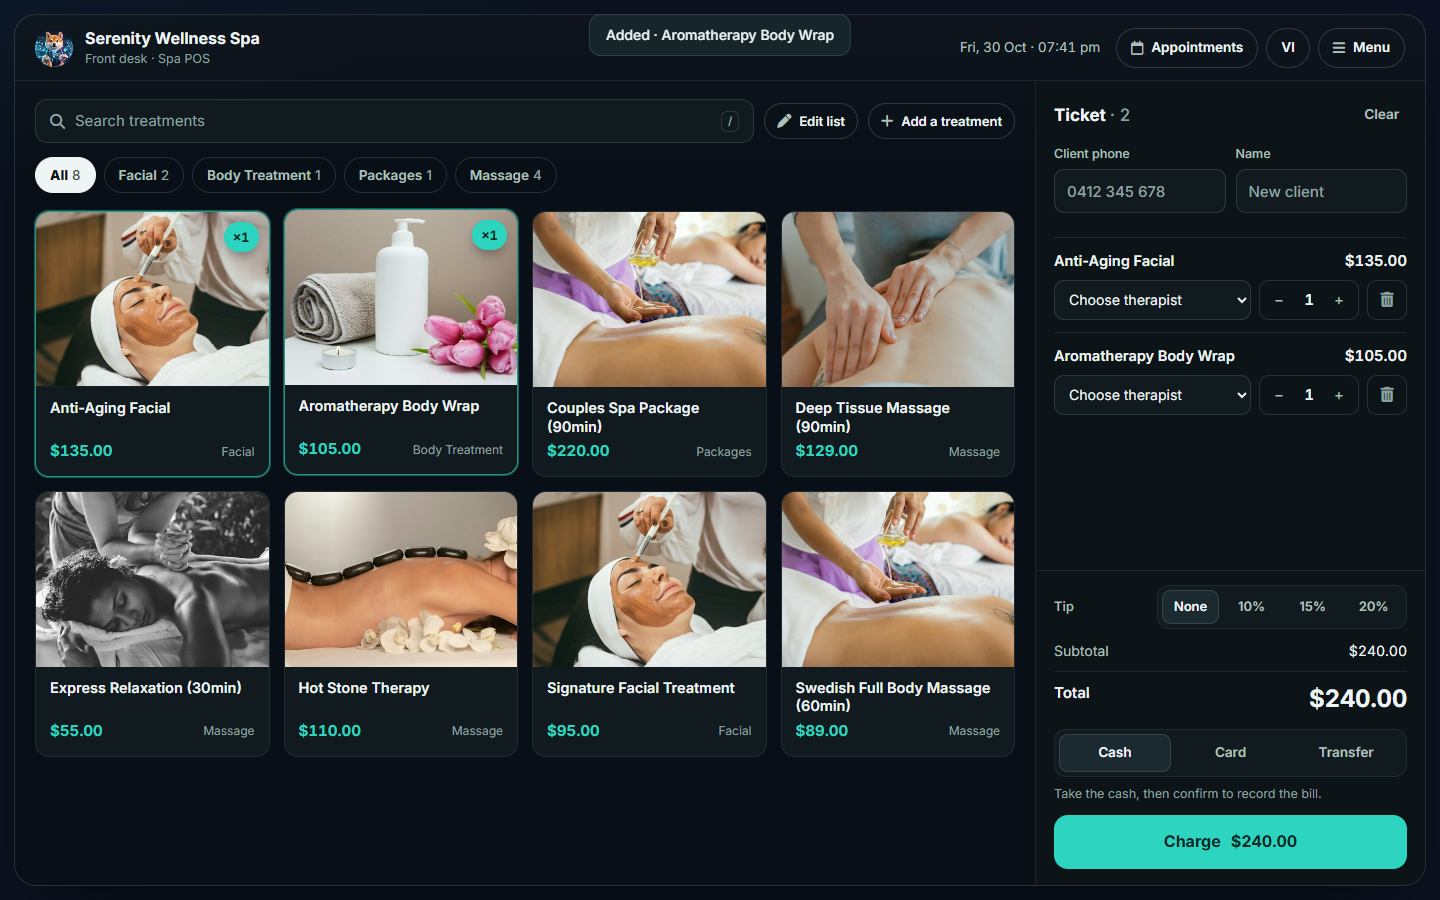 Serenity Wellness Spa
Front desk · Spa POS
Added · Aromatherapy Body Wrap
Fri, 30 Oct · 07:41 pm
Appointments
VI
Menu
Search treatments
/
Edit list
Add a treatment
All 8
Facial 2
Body Treatment 1
Packages 1
Massage 4
×1
Anti-Aging Facial
$135.00
Facial
×1
Aromatherapy Body Wrap
$105.00
Body Treatment
Couples Spa Package
(90min)
$220.00
Packages
Deep Tissue Massage
(90min)
$129.00
Massage
Express Relaxation (30min)
$55.00
Massage
Hot Stone Therapy
$110.00
Massage
Signature Facial Treatment
$95.00
Facial
Swedish Full Body Massage
(60min)
$89.00
Massage
Ticket · 2
Clear
Client phone
Name
0412 345 678
New client
Anti-Aging Facial
$135.00
Choose therapist
− 1 +
Aromatherapy Body Wrap
$105.00
Choose therapist
− 1 +
Tip
None
10%
15%
20%
Subtotal
$240.00
Total
$240.00
Cash
Card
Transfer
Take the cash, then confirm to record the bill.
Charge $240.00